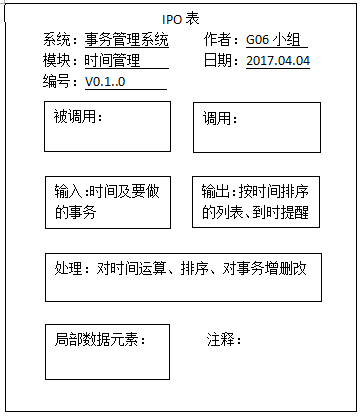 IPO 表
系统：事务管理系统 作者：G06 小组
模块：时间管理 日期：2017.04.04
编号：V0.1..0
被调用： 调用：
输入：时间及要做
的事务
输出：按时间排序
的列表、到时提醒
处理：对时间运算、排序、对事务增删改
局部数据元素： 注释：